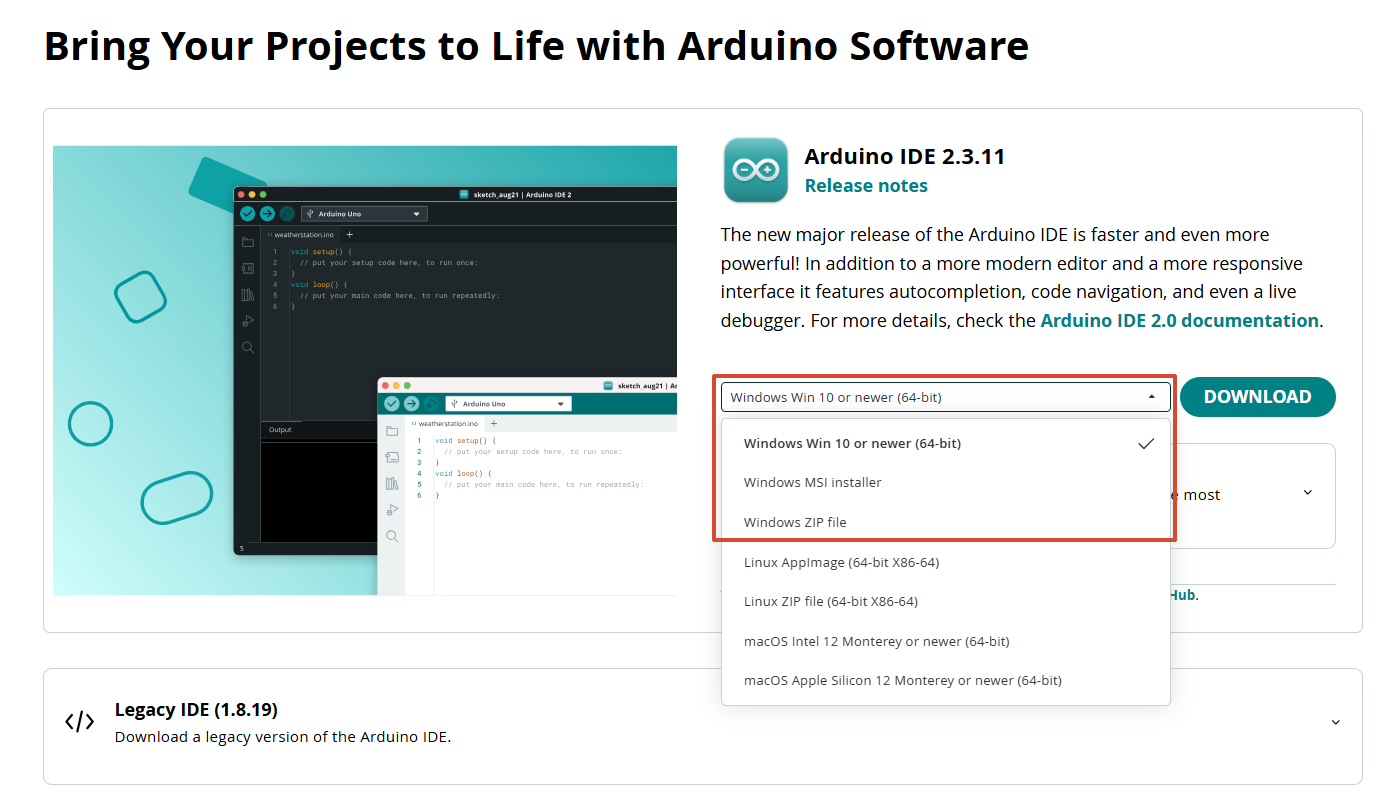 Bring Your Projects to Life with Arduino Software
sketch_aug21 | Arduino IDE 2
Arduino Uno
weatherstation.ino +
1 void setup() {
2 // put your setup code here, to run once:
3 }
4 void loop() {
5 // put your main code here, to run repeatedly:
6 }
Output
5
sketch_aug21 | Ar
Arduino Uno
weatherstation.ino +
1 void setup() {
2 // put your setup code here, to run once:
3 }
4 void loop() {
5 // put your main code here, to run repeatedly:
6 }
Arduino IDE 2.3.11
Release notes
The new major release of the Arduino IDE is faster and even more
powerful! In addition to a more modern editor and a more responsive
interface it features autocompletion, code navigation, and even a live
debugger. For more details, check the Arduino IDE 2.0 documentation.
Windows Win 10 or newer (64-bit)
DOWNLOAD
Windows Win 10 or newer (64-bit)
Windows MSI installer
Windows ZIP file
Linux AppImage (64-bit X86-64)
Linux ZIP file (64-bit X86-64)
macOS Intel 12 Monterey or newer (64-bit)
macOS Apple Silicon 12 Monterey or newer (64-bit)
most
Hub.
Legacy IDE (1.8.19)
Download a legacy version of the Arduino IDE.